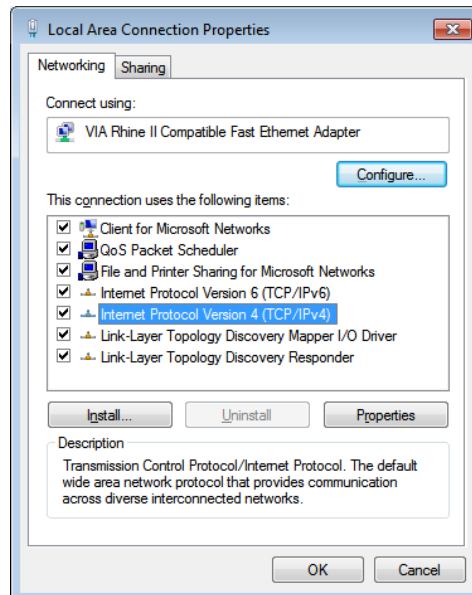 Local Area Connection Properties
Networking
Sharing
Connect using:
VIA Rhine II Compatible Fast Ethernet Adapter
Configure...
This connection uses the following items:
Client for Microsoft Networks
QoS Packet Scheduler
File and Printer Sharing for Microsoft Networks
Internet Protocol Version 6 (TCP/IPv6)
Internet Protocol Version 4 (TCP/IPv4)
Link-Layer Topology Discovery Mapper I/O Driver
Link-Layer Topology Discovery Responder
Install...
Uninstall
Properties
Description
Transmission Control Protocol/Internet Protocol. The default
wide area network protocol that provides communication
across diverse interconnected networks.
OK
Cancel